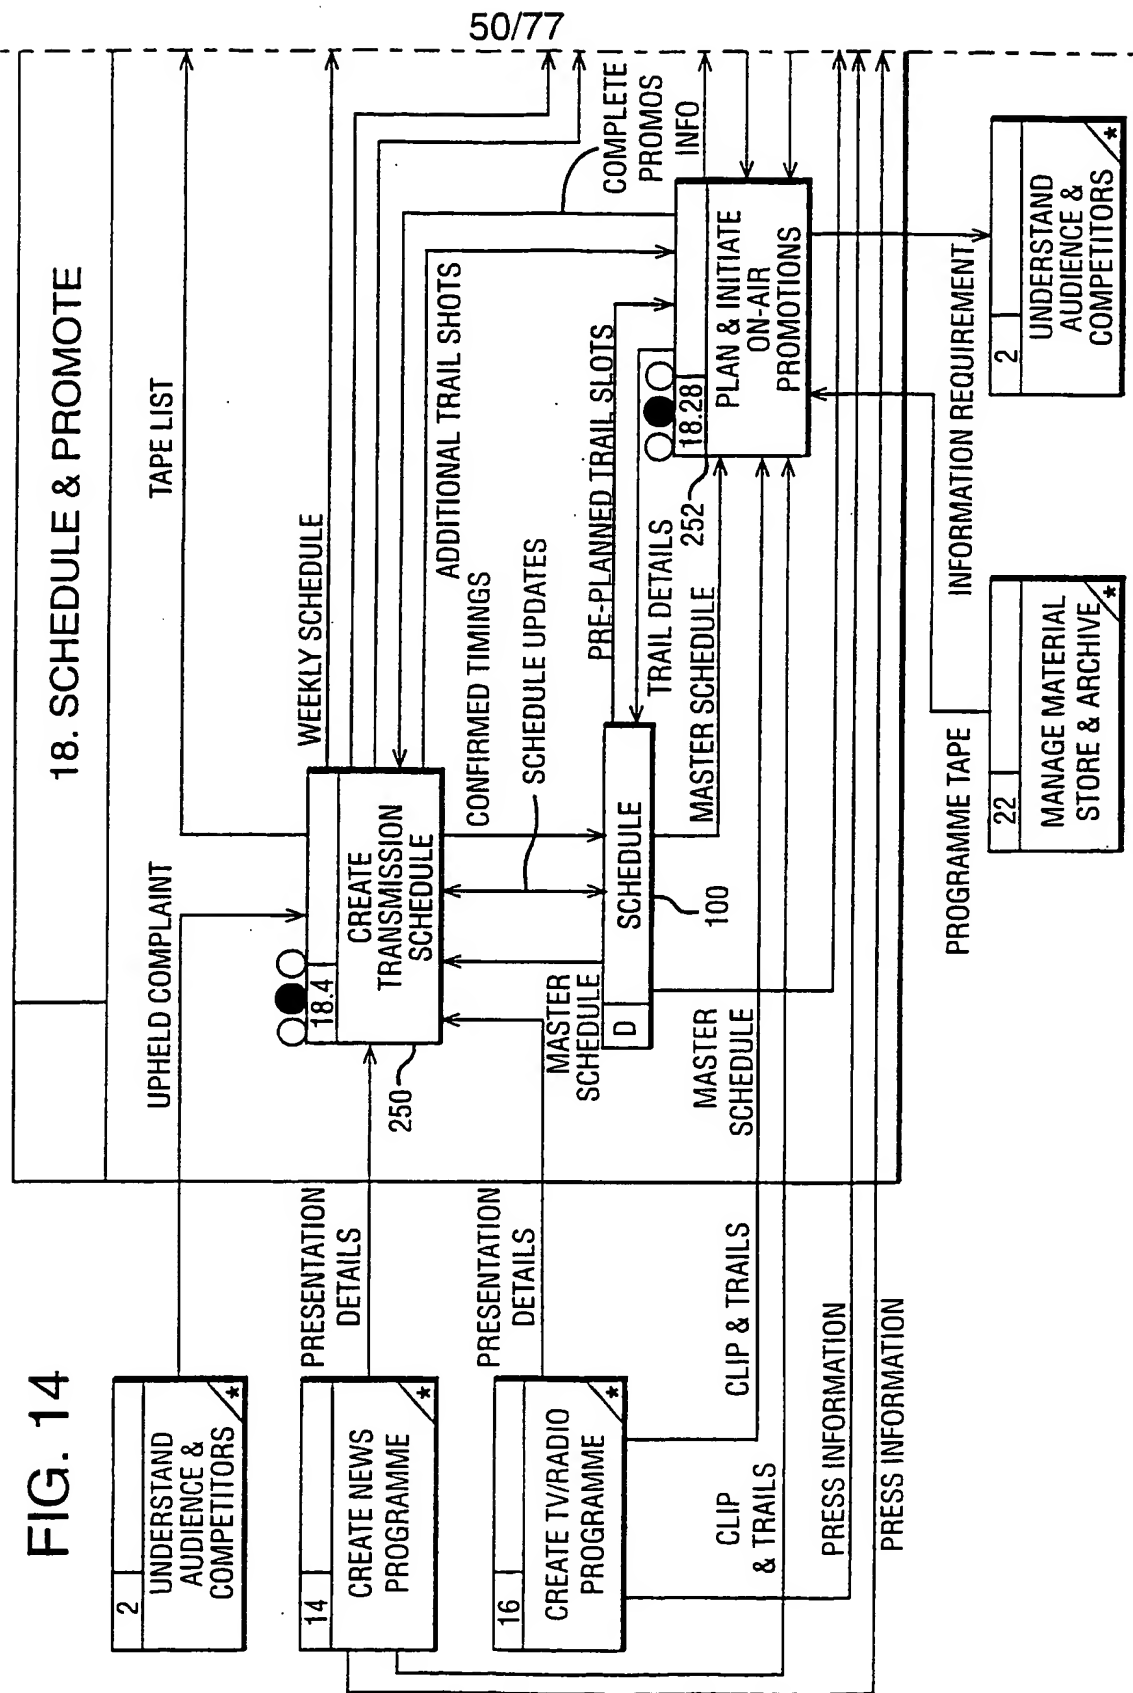 50/77
FIG. 14
18. SCHEDULE & PROMOTE
2
UNDERSTAND
AUDIENCE &
COMPETITORS
*
UPHELD COMPLAINT
TAPE LIST
14
CREATE NEWS
PROGRAMME
*
PRESENTATION
DETAILS
18.4
CREATE
TRANSMISSION
SCHEDULE
250
WEEKLY SCHEDULE
ADDITIONAL TRAIL SHOTS
COMPLETE
PROMOS
INFO
CONFIRMED TIMINGS
SCHEDULE UPDATES
16
CREATE TV/RADIO
PROGRAMME
*
PRESENTATION
DETAILS
MASTER
SCHEDULE
D
SCHEDULE
100
PRE-PLANNED TRAIL SLOTS
TRAIL DETAILS
MASTER SCHEDULE
252
18.28
PLAN & INITIATE
ON-AIR
PROMOTIONS
MASTER
SCHEDULE
CLIP & TRAILS
CLIP
& TRAILS
PRESS INFORMATION
PRESS INFORMATION
PROGRAMME TAPE
INFORMATION REQUIREMENT
22
MANAGE MATERIAL
STORE & ARCHIVE
*
2
UNDERSTAND
AUDIENCE &
COMPETITORS
*